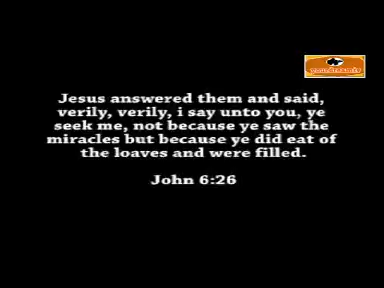 Jesus answered them and said,
verily, verily, i say unto you, ye
seek me, not because ye saw the
miracles but because ye did eat of
the loaves and were filled.
John 6:26